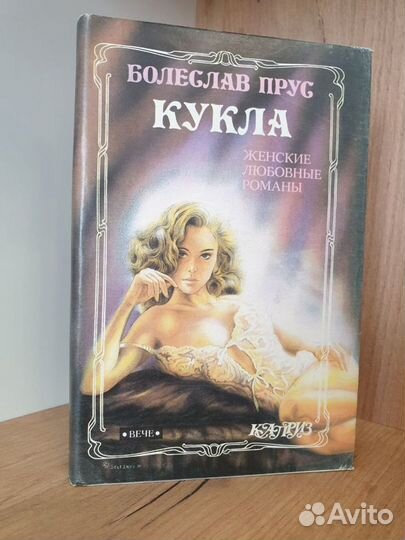 БОЛЕСЛАВ ПРУС
КУКЛА
ЖЕНСКИЕ
ЛЮБОВНЫЕ
РОМАНЫ
• ВЕЧЕ •
КАПРИЗ
Avito